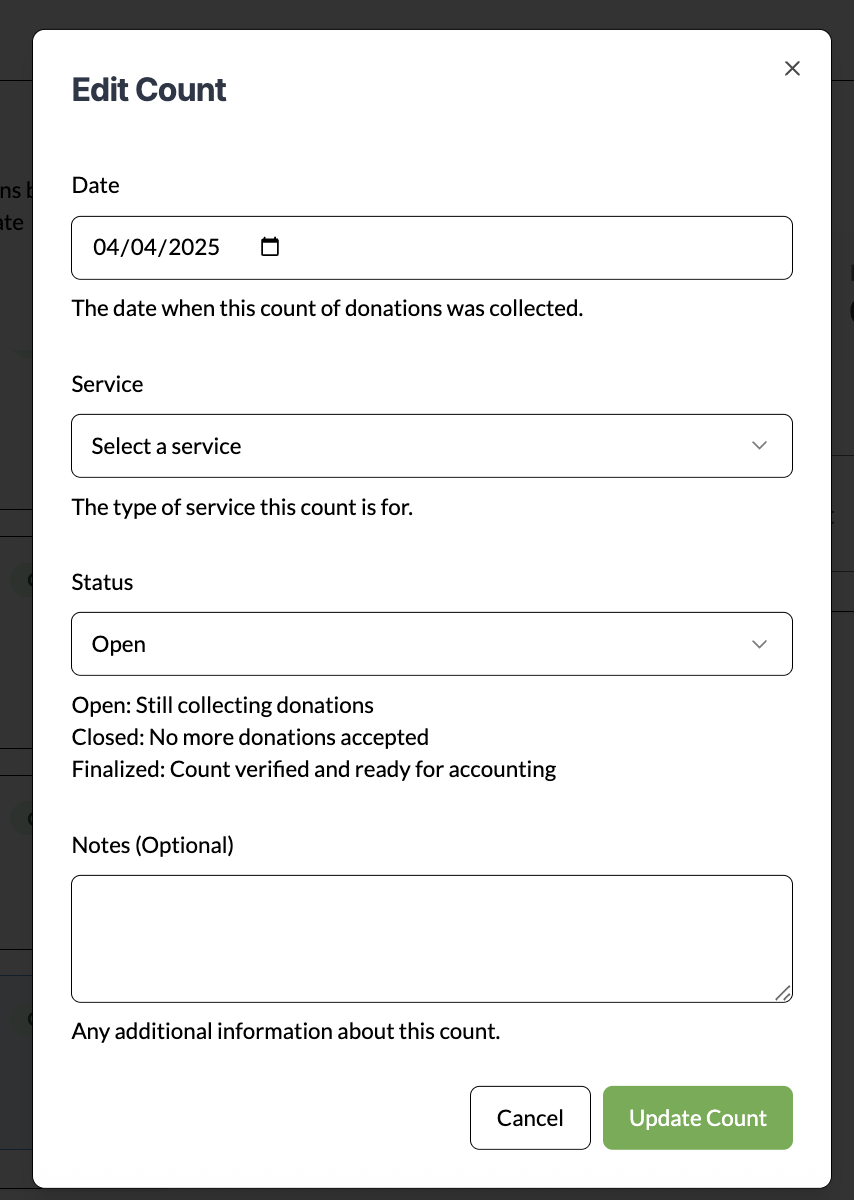 Edit Count
Date
04/04/2025
The date when this count of donations was collected.
Service
Select a service
The type of service this count is for.
Status
Open
Open: Still collecting donations
Closed: No more donations accepted
Finalized: Count verified and ready for accounting
Notes (Optional)
Any additional information about this count.
Cancel
Update Count